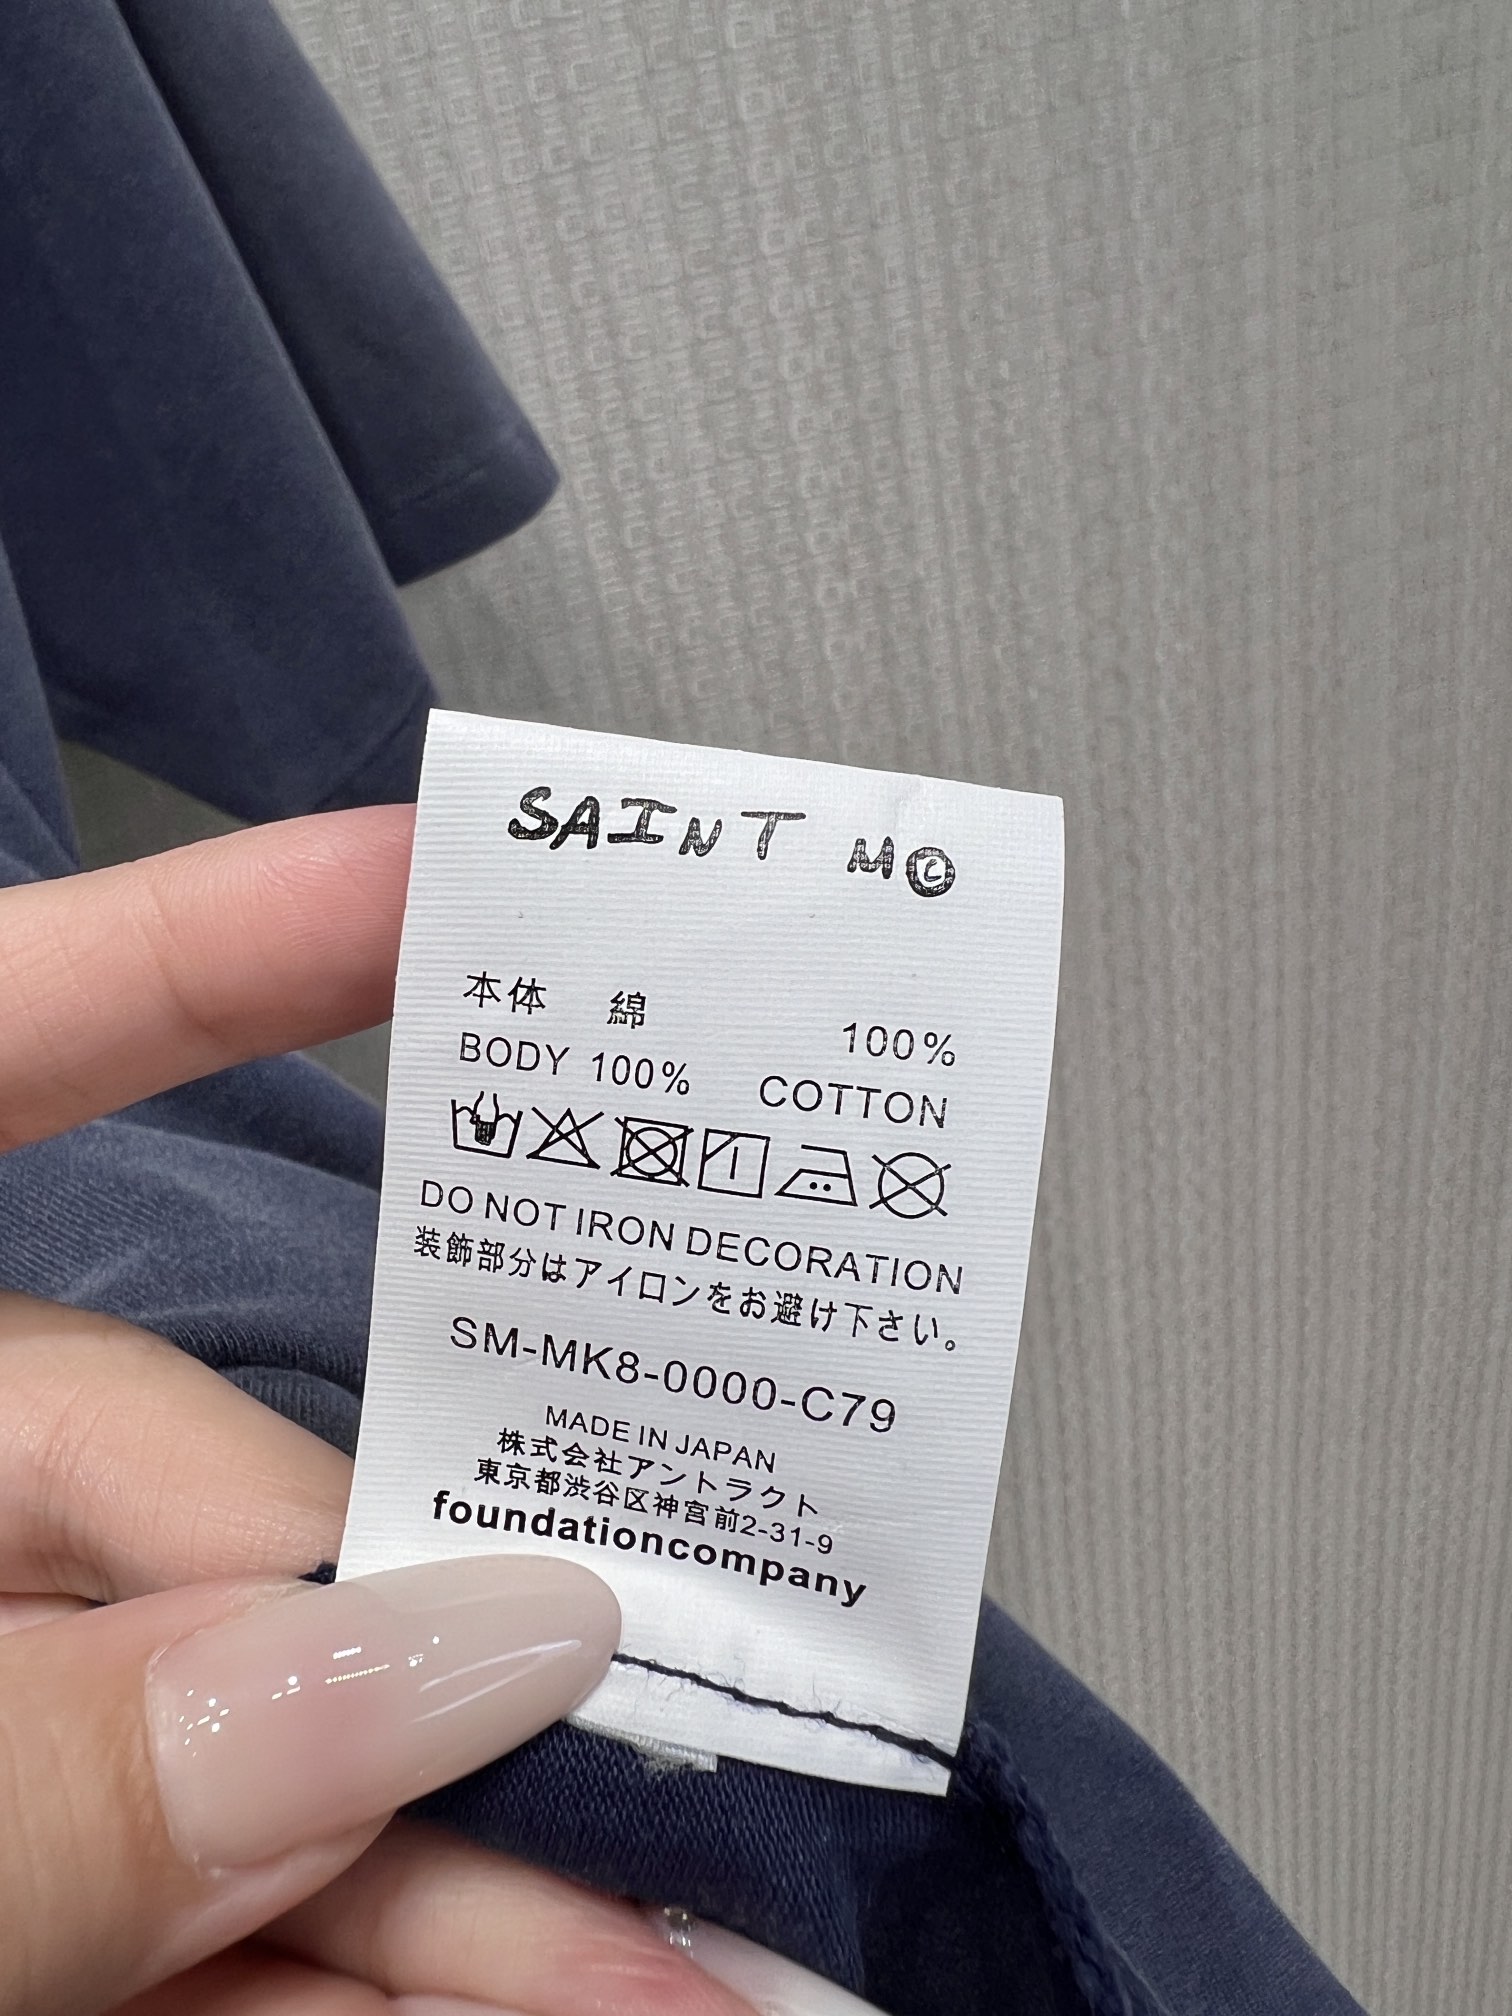 SAINT M©
本体 綿 100%
BODY 100% COTTON
DO NOT IRON DECORATION
装飾部分はアイロンをお避け下さい。
SM-MK8-0000-C79
MADE IN JAPAN
株式会社アントラクト
東京都渋谷区神宮前2-31-9
foundationcompany